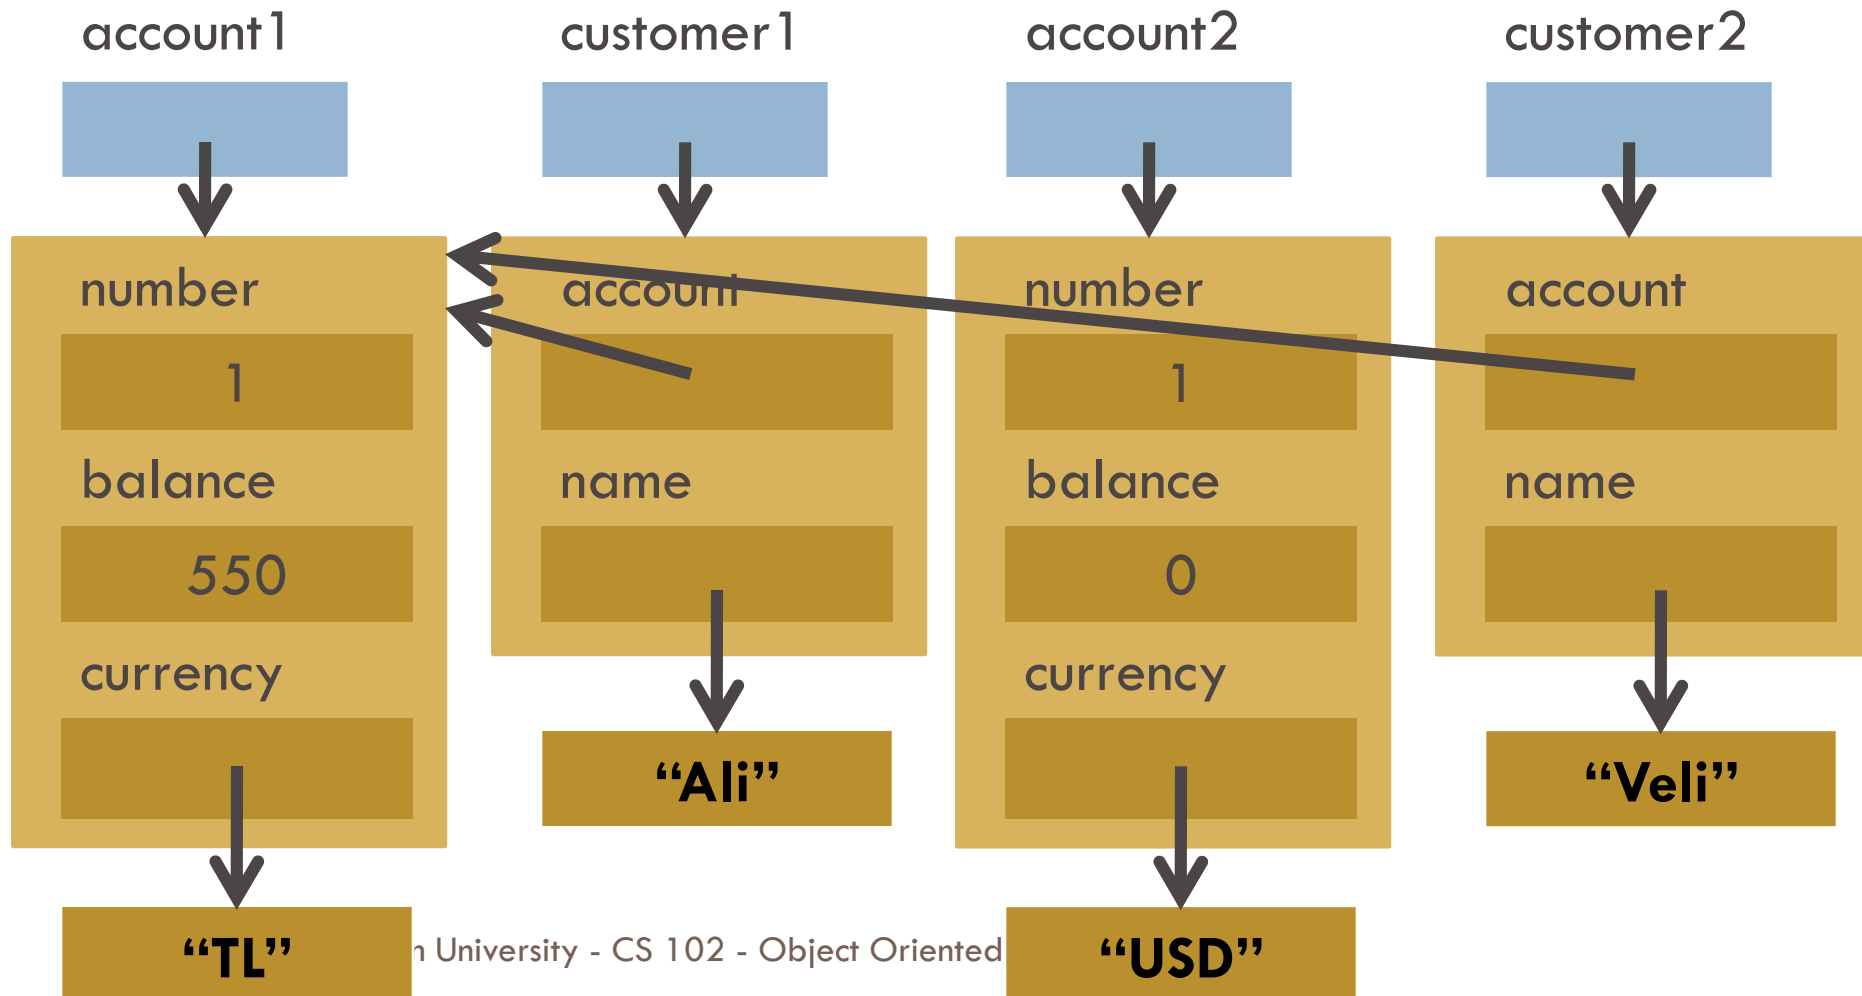 account1
customer1
account2
customer2
number
account
number
account
1
1
balance
name
balance
name
550
0
currency
currency
“Ali”
“Veli”
“TL”
University - CS 102 - Object Oriented
“USD”